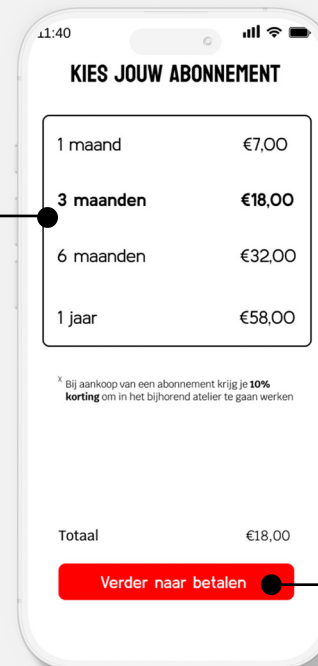 11:40
KIES JOUW ABONNEMENT
1 maand €7,00
3 maanden €18,00
6 maanden €32,00
1 jaar €58,00
x Bij aankoop van een abonnement krijg je 10%
korting om in het bijhorend atelier te gaan werken
Totaal €18,00
Verder naar betalen